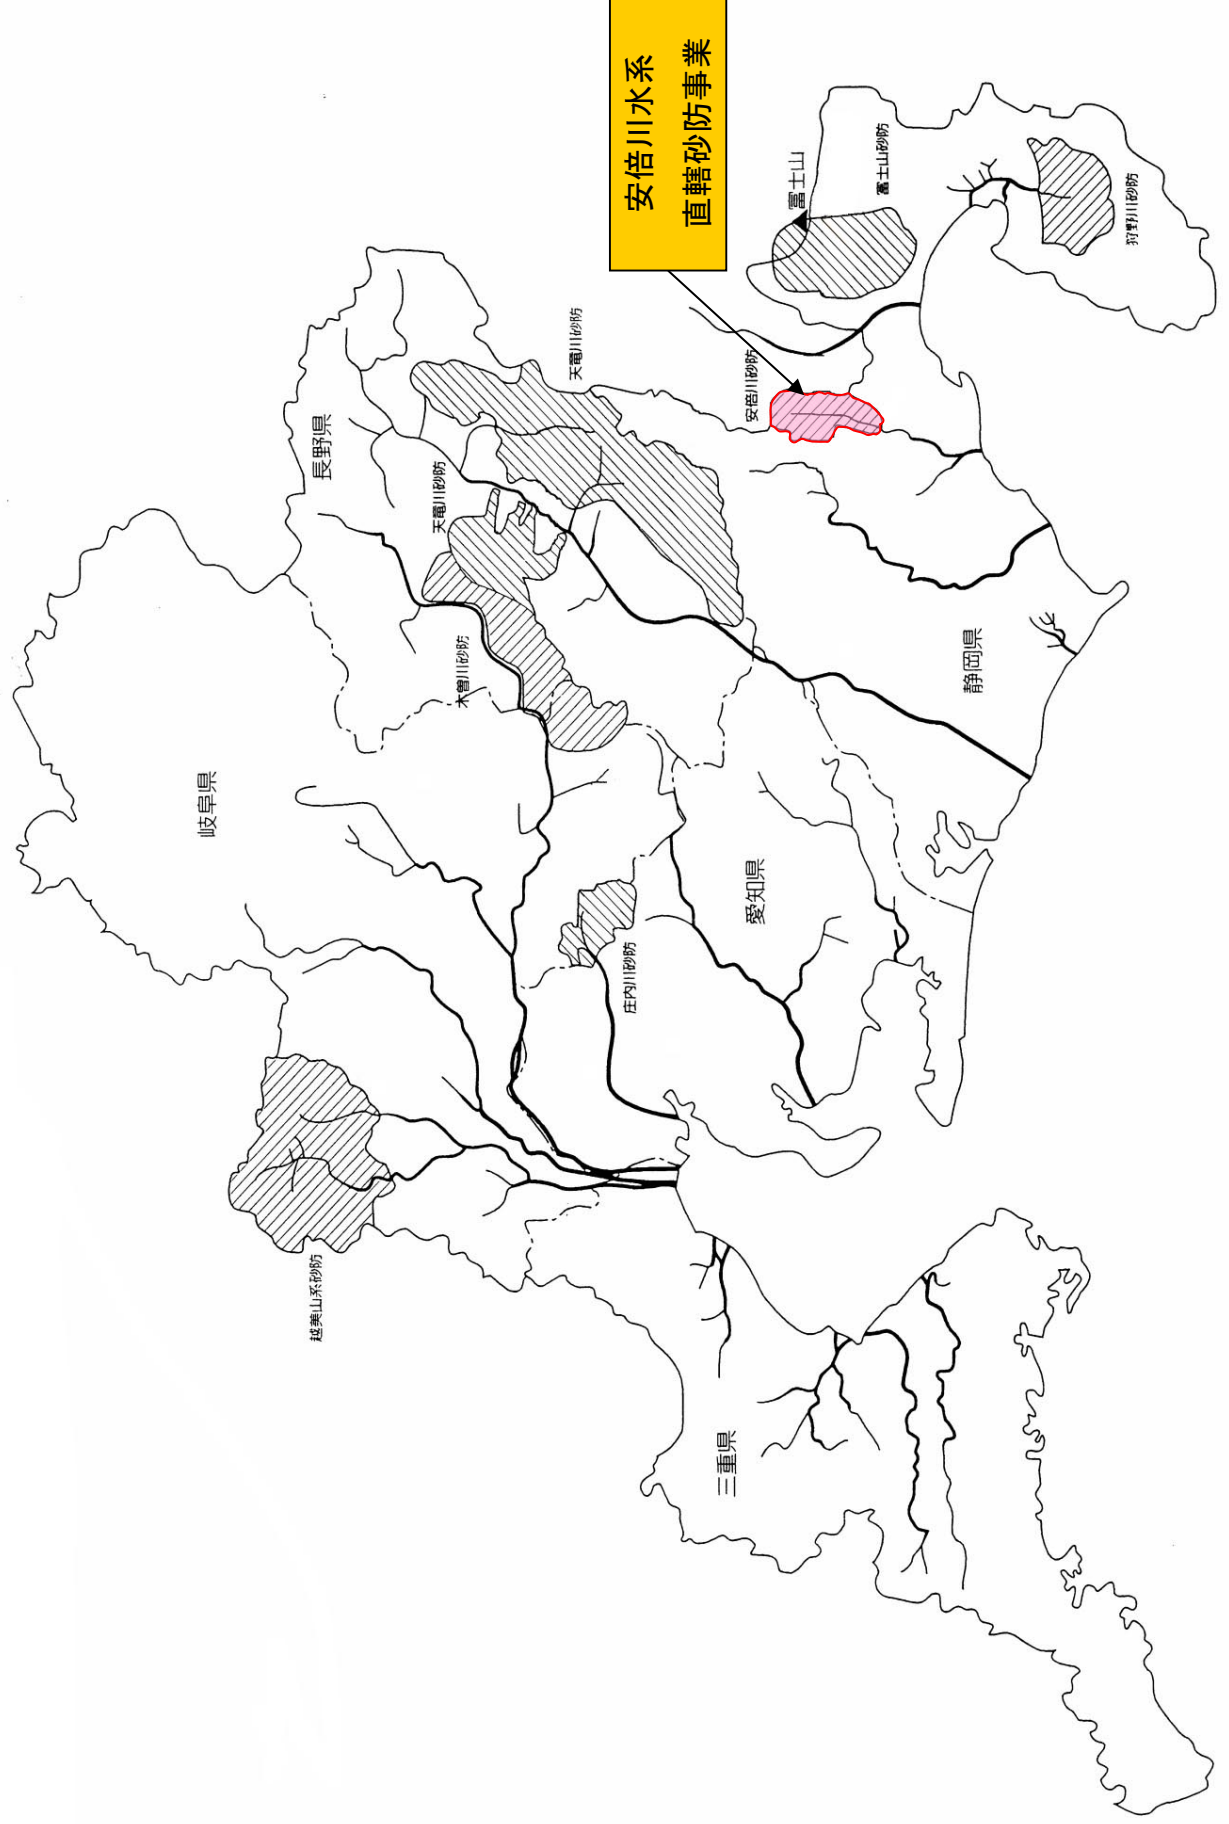 安倍川水系
直轄砂防事業
富士山
富士山砂防
狩野川砂防
安倍川砂防
天竜川砂防
長野県
天竜川砂防
木曽川砂防
静岡県
岐阜県
愛知県
庄内川砂防
越美山系砂防
三重県